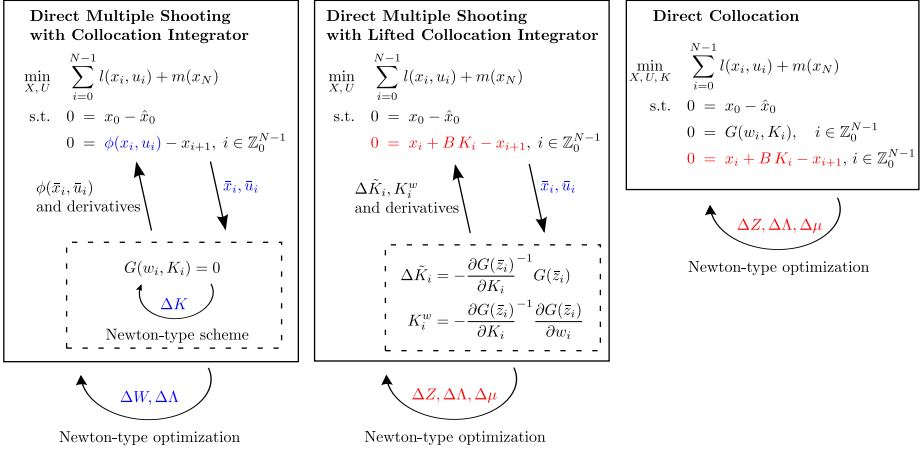 Direct Multiple Shooting
with Collocation Integrator
min_{X, U} ∑_{i=0}^{N−1} l(x_i, u_i) + m(x_N)
s.t. 0 = x_0 − x̂_0
0 = ϕ(x_i, u_i) − x_{i+1}, i ∈ ℤ_0^{N−1}
ϕ(x̄_i, ū_i)
and derivatives
x̄_i, ū_i
G(w_i, K_i) = 0
ΔK
Newton-type scheme
ΔW, ΔΛ
Newton-type optimization
Direct Multiple Shooting
with Lifted Collocation Integrator
min_{X, U} ∑_{i=0}^{N−1} l(x_i, u_i) + m(x_N)
s.t. 0 = x_0 − x̂_0
0 = x_i + B K_i − x_{i+1}, i ∈ ℤ_0^{N−1}
ΔK̃_i, K_i^w
and derivatives
x̄_i, ū_i
ΔK̃_i = −∂G(z̄_i)/∂K_i ^{−1} G(z̄_i)
K_i^w = −∂G(z̄_i)/∂K_i ^{−1} ∂G(z̄_i)/∂w_i
ΔZ, ΔΛ, Δμ
Newton-type optimization
Direct Collocation
min_{X, U, K} ∑_{i=0}^{N−1} l(x_i, u_i) + m(x_N)
s.t. 0 = x_0 − x̂_0
0 = G(w_i, K_i), i ∈ ℤ_0^{N−1}
0 = x_i + B K_i − x_{i+1}, i ∈ ℤ_0^{N−1}
ΔZ, ΔΛ, Δμ
Newton-type optimization